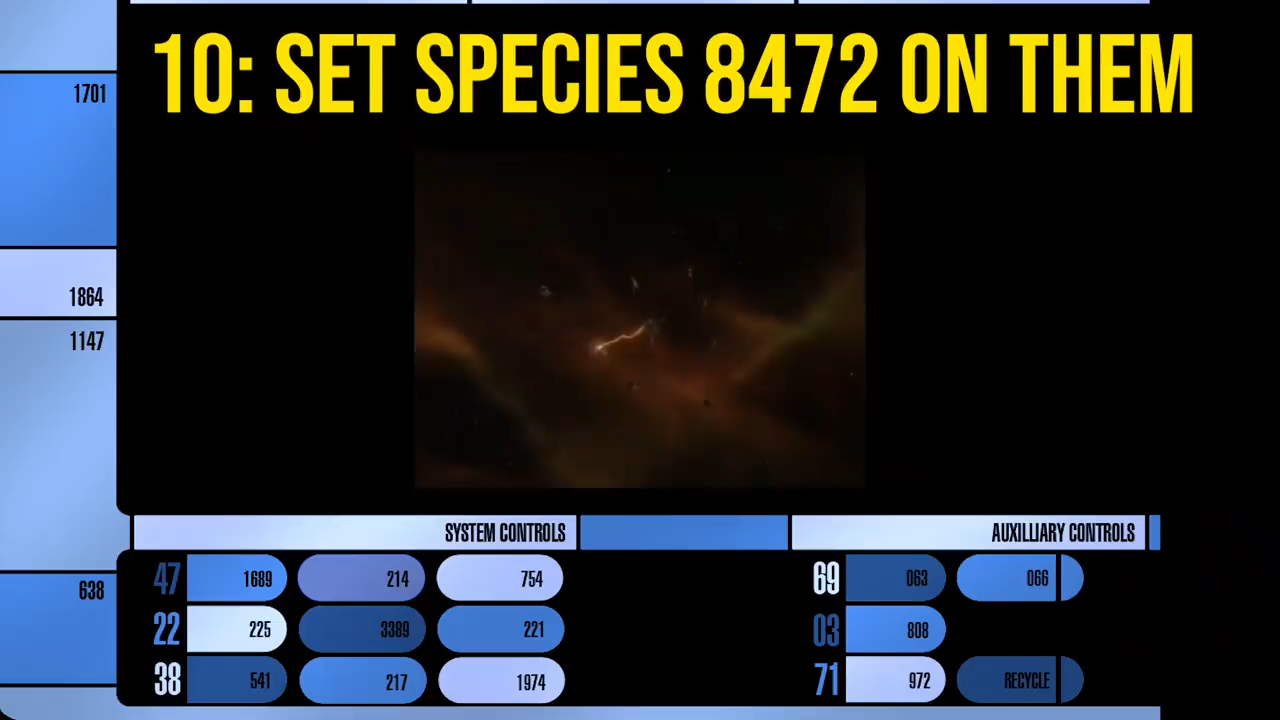 10: SET SPECIES 8472 ON THEM
1701
1864
1147
638
SYSTEM CONTROLS
AUXILLIARY CONTROLS
47 1689 214 754
69 063 066
22 225 3389 221
03 808
38 541 217 1974
71 972 RECYCLE